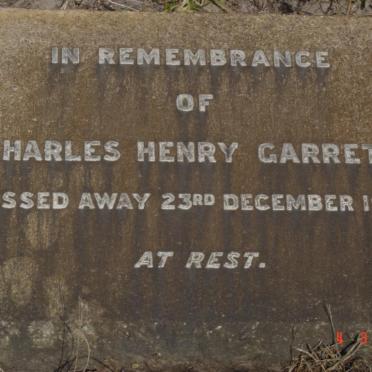 IN REMEMBRANCE
OF
HARLES HENRY GARRET
SSED AWAY 23RD DECEMBER 1
AT REST.